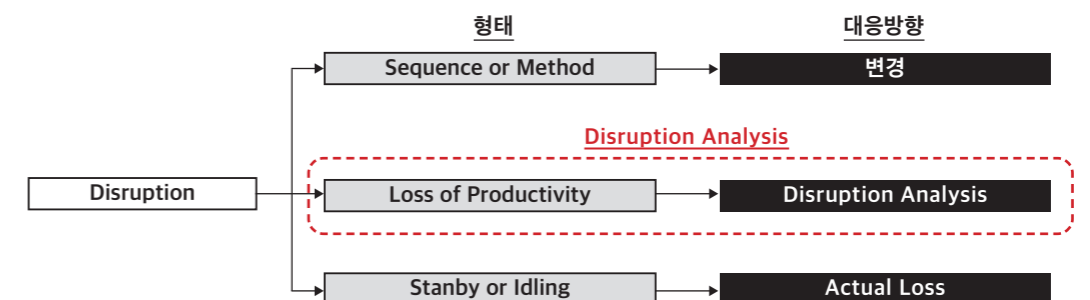 형태
대응방향
Sequence or Method
변경
Disruption Analysis
Disruption
Loss of Productivity
Disruption Analysis
Stanby or Idling
Actual Loss